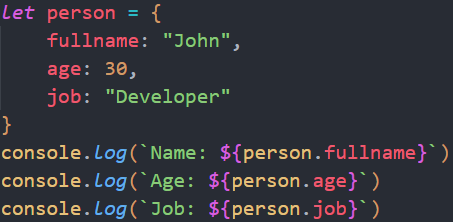 let person = {
    fullname: "John",
    age: 30,
    job: "Developer"
}
console.log(`Name: ${person.fullname}`)
console.log(`Age: ${person.age}`)
console.log(`Job: ${person.job}`)